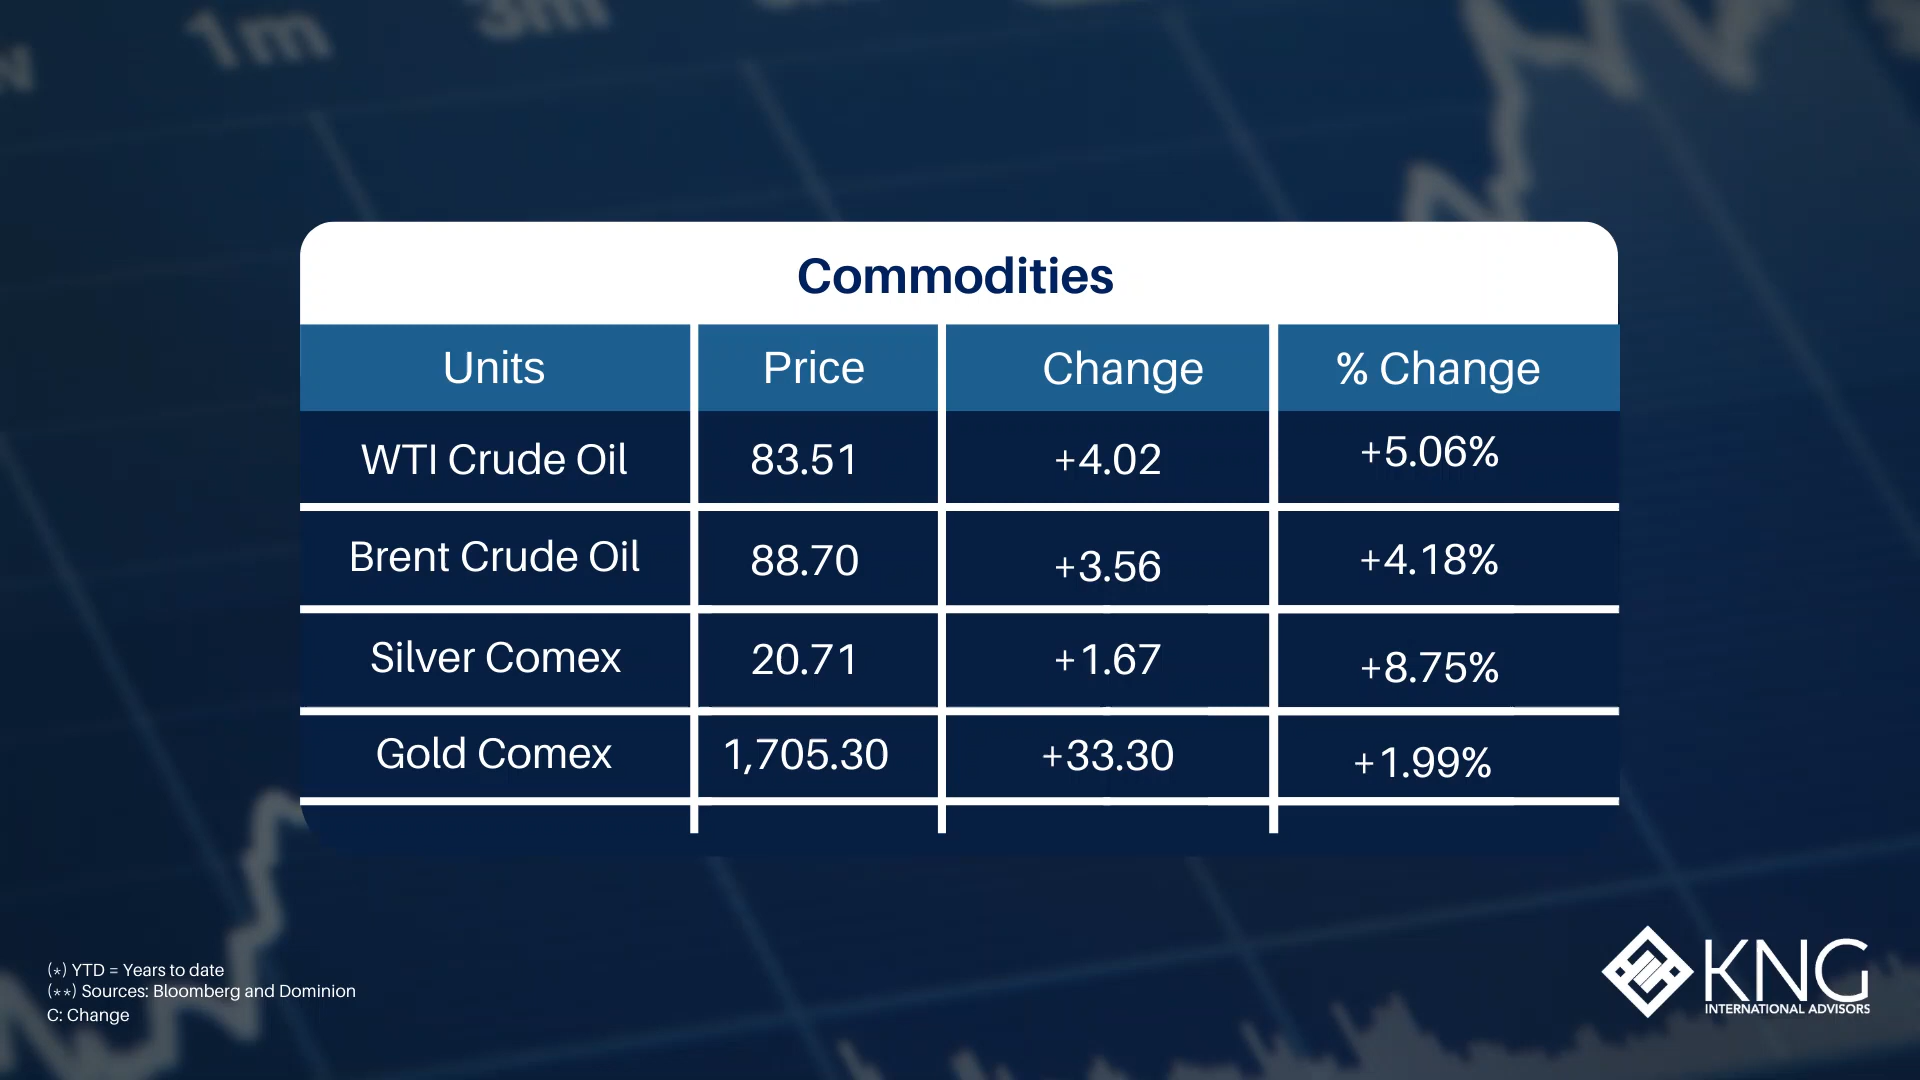 1m 3m
Commodities
Units Price Change % Change
WTI Crude Oil 83.51 +4.02 +5.06%
Brent Crude Oil 88.70 +3.56 +4.18%
Silver Comex 20.71 +1.67 +8.75%
Gold Comex 1,705.30 +33.30 +1.99%
(*) YTD = Years to date
(**) Sources: Bloomberg and Dominion
C: Change
KNG
INTERNATIONAL ADVISORS